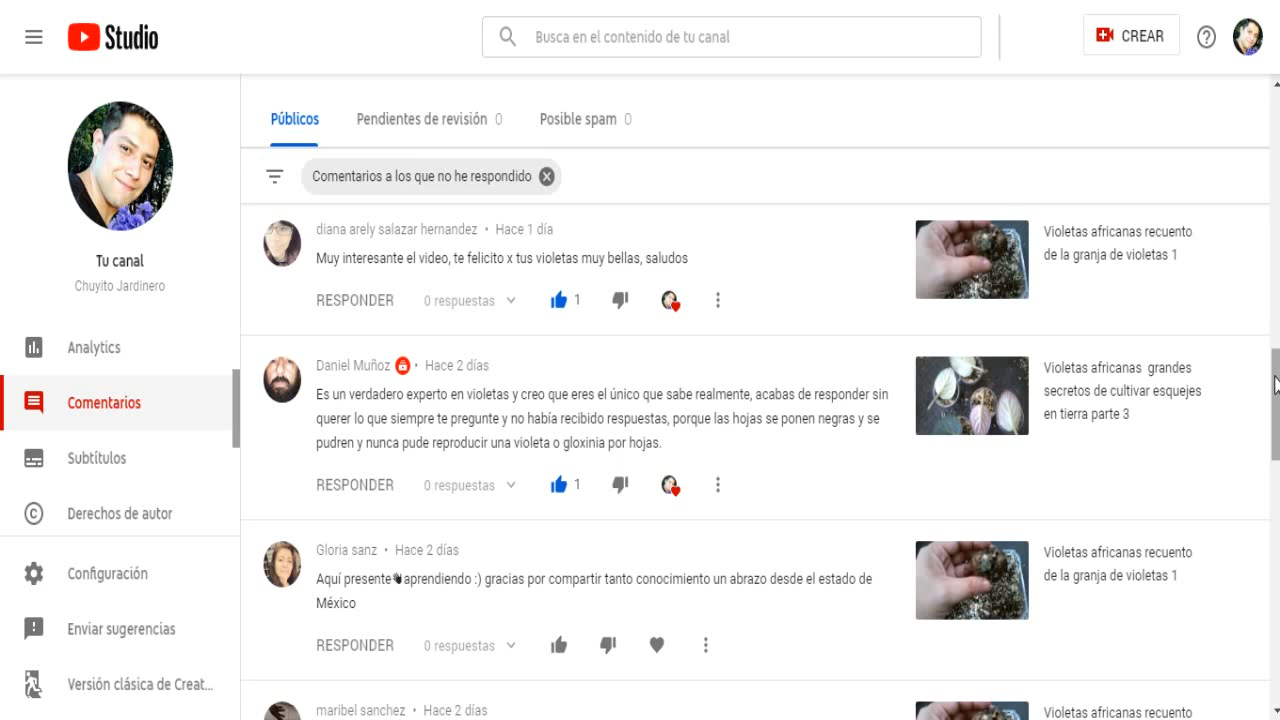 Studio
Busca en el contenido de tu canal
CREAR
Tu canal
Chuyito Jardinero
Analytics
Comentarios
Subtítulos
Derechos de autor
Configuración
Enviar sugerencias
Versión clásica de Creat...
Públicos
Pendientes de revisión 0
Posible spam 0
Comentarios a los que no he respondido
diana arely salazar hernandez • Hace 1 día
Muy interesante el video, te felicito x tus violetas muy bellas, saludos
RESPONDER 0 respuestas 1
Violetas africanas recuento
de la granja de violetas 1
Daniel Muñoz • Hace 2 días
Es un verdadero experto en violetas y creo que eres el único que sabe realmente, acabas de responder sin
querer lo que siempre te pregunte y no había recibido respuestas, porque las hojas se ponen negras y se
pudren y nunca pude reproducir una violeta o gloxinia por hojas.
RESPONDER 0 respuestas 1
Violetas africanas grandes
secretos de cultivar esquejes
en tierra parte 3
Gloria sanz • Hace 2 días
Aquí presente👋aprendiendo :) gracias por compartir tanto conocimiento un abrazo desde el estado de
México
RESPONDER 0 respuestas
Violetas africanas recuento
de la granja de violetas 1
maribel sanchez • Hace 2 días
Violetas africanas recuento